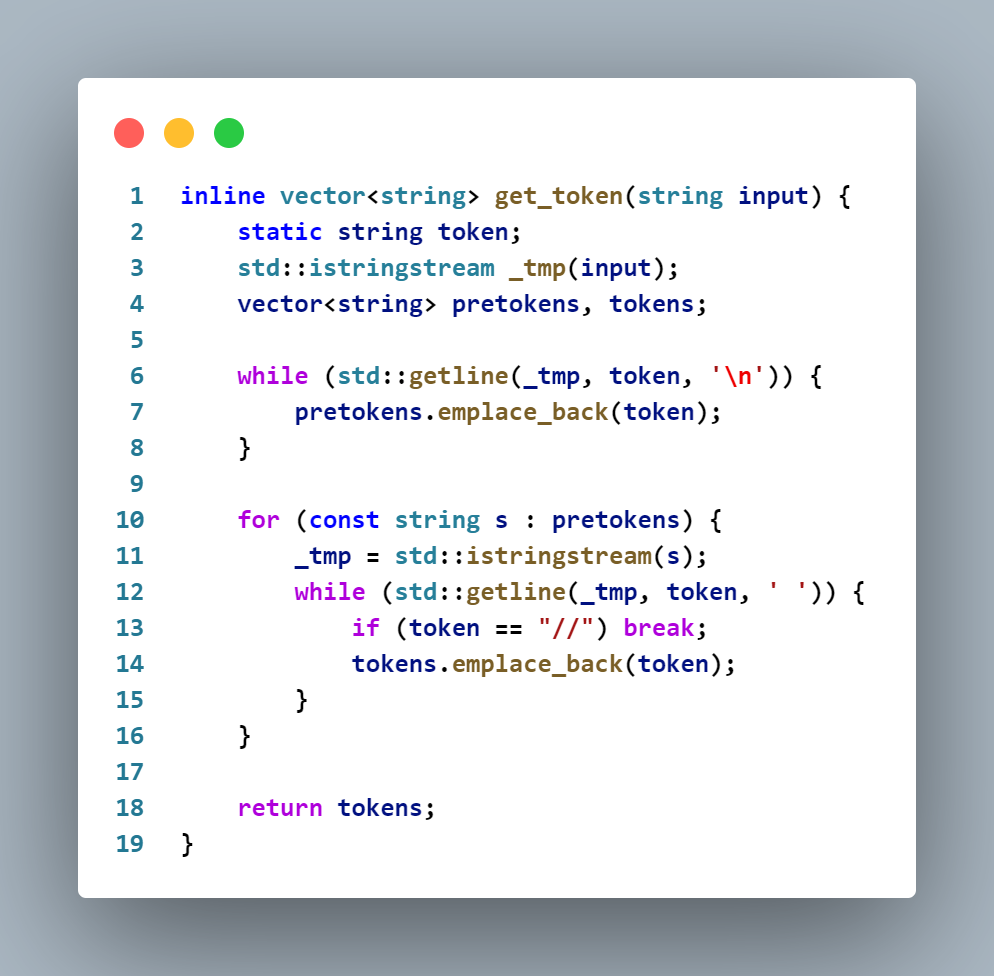 1 inline vector<string> get_token(string input) {
2     static string token;
3     std::istringstream _tmp(input);
4     vector<string> pretokens, tokens;
5
6     while (std::getline(_tmp, token, '\n')) {
7         pretokens.emplace_back(token);
8     }
9
10     for (const string s : pretokens) {
11         _tmp = std::istringstream(s);
12         while (std::getline(_tmp, token, ' ')) {
13             if (token == "//") break;
14             tokens.emplace_back(token);
15         }
16     }
17
18     return tokens;
19 }